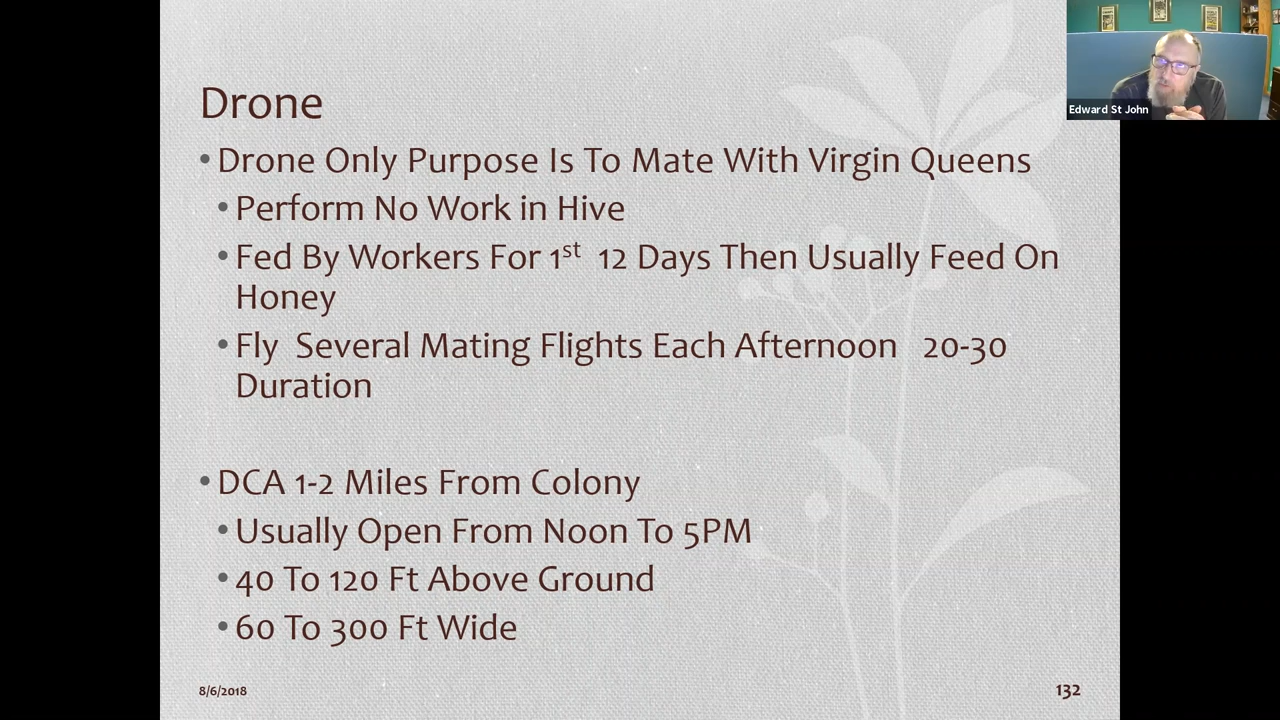 Edward St John
Drone
• Drone Only Purpose Is To Mate With Virgin Queens
• Perform No Work in Hive
• Fed By Workers For 1st 12 Days Then Usually Feed On
Honey
• Fly Several Mating Flights Each Afternoon 20-30
Duration
• DCA 1-2 Miles From Colony
• Usually Open From Noon To 5PM
• 40 To 120 Ft Above Ground
• 60 To 300 Ft Wide
8/6/2018
132